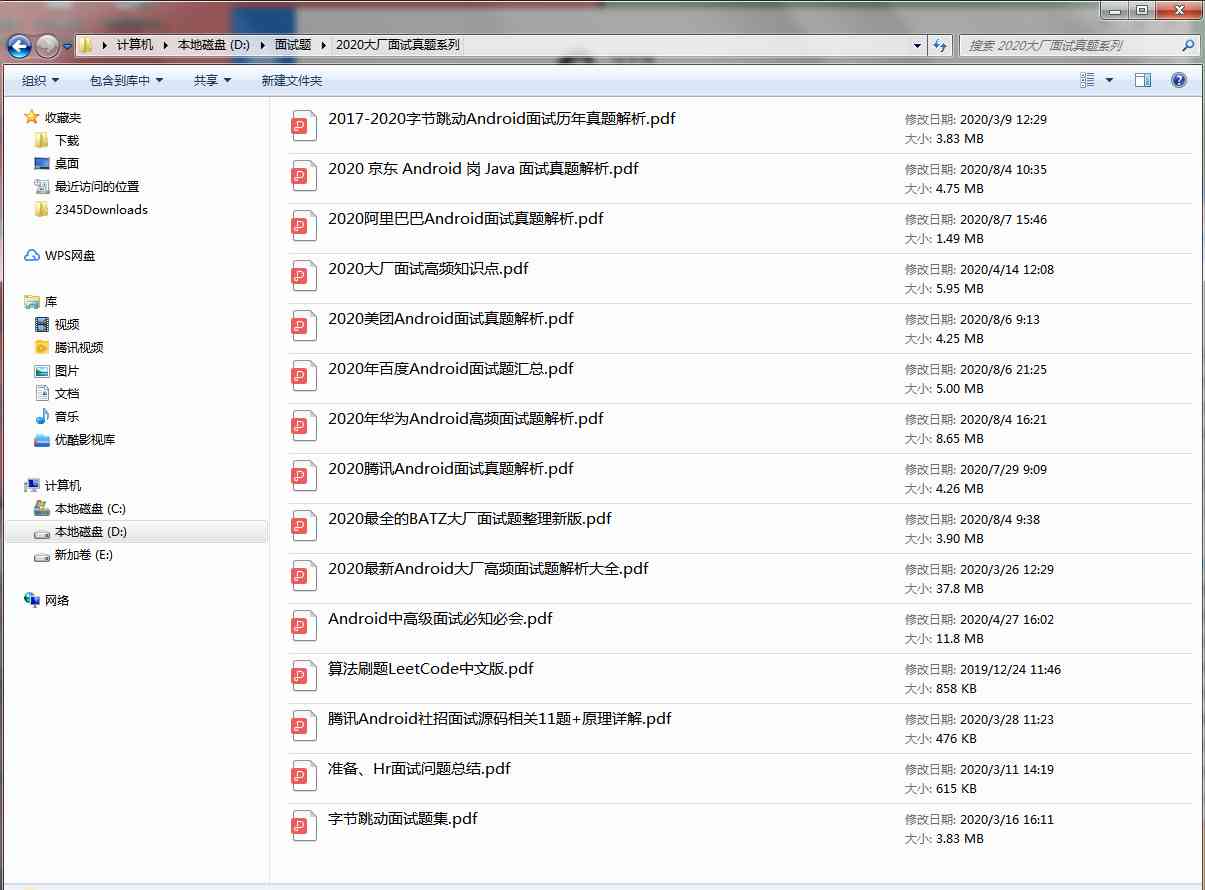 计算机 本地磁盘 (D:) 面试题 2020大厂面试真题系列
搜索 2020大厂面试真题系列
组织 包含到库中 共享 新建文件夹
收藏夹
下载
桌面
最近访问的位置
2345Downloads
WPS网盘
库
视频
腾讯视频
图片
文档
音乐
优酷影视库
计算机
本地磁盘 (C:)
本地磁盘 (D:)
新加卷 (E:)
网络
2017-2020字节跳动Android面试历年真题解析.pdf
修改日期: 2020/3/9 12:29
大小: 3.83 MB
2020 京东 Android 岗 Java 面试真题解析.pdf
修改日期: 2020/8/4 10:35
大小: 4.75 MB
2020阿里巴巴Android面试真题解析.pdf
修改日期: 2020/8/7 15:46
大小: 1.49 MB
2020大厂面试高频知识点.pdf
修改日期: 2020/4/14 12:08
大小: 5.95 MB
2020美团Android面试真题解析.pdf
修改日期: 2020/8/6 9:13
大小: 4.25 MB
2020年百度Android面试题汇总.pdf
修改日期: 2020/8/6 21:25
大小: 5.00 MB
2020年华为Android高频面试题解析.pdf
修改日期: 2020/8/4 16:21
大小: 8.65 MB
2020腾讯Android面试真题解析.pdf
修改日期: 2020/7/29 9:09
大小: 4.26 MB
2020最全的BATZ大厂面试题整理新版.pdf
修改日期: 2020/8/4 9:38
大小: 3.90 MB
2020最新Android大厂高频面试题解析大全.pdf
修改日期: 2020/3/26 12:29
大小: 37.8 MB
Android中高级面试必知必会.pdf
修改日期: 2020/4/27 16:02
大小: 11.8 MB
算法刷题LeetCode中文版.pdf
修改日期: 2019/12/24 11:46
大小: 858 KB
腾讯Android社招面试源码相关11题+原理详解.pdf
修改日期: 2020/3/28 11:23
大小: 476 KB
准备、Hr面试问题总结.pdf
修改日期: 2020/3/11 14:19
大小: 615 KB
字节跳动面试题集.pdf
修改日期: 2020/3/16 16:11
大小: 3.83 MB